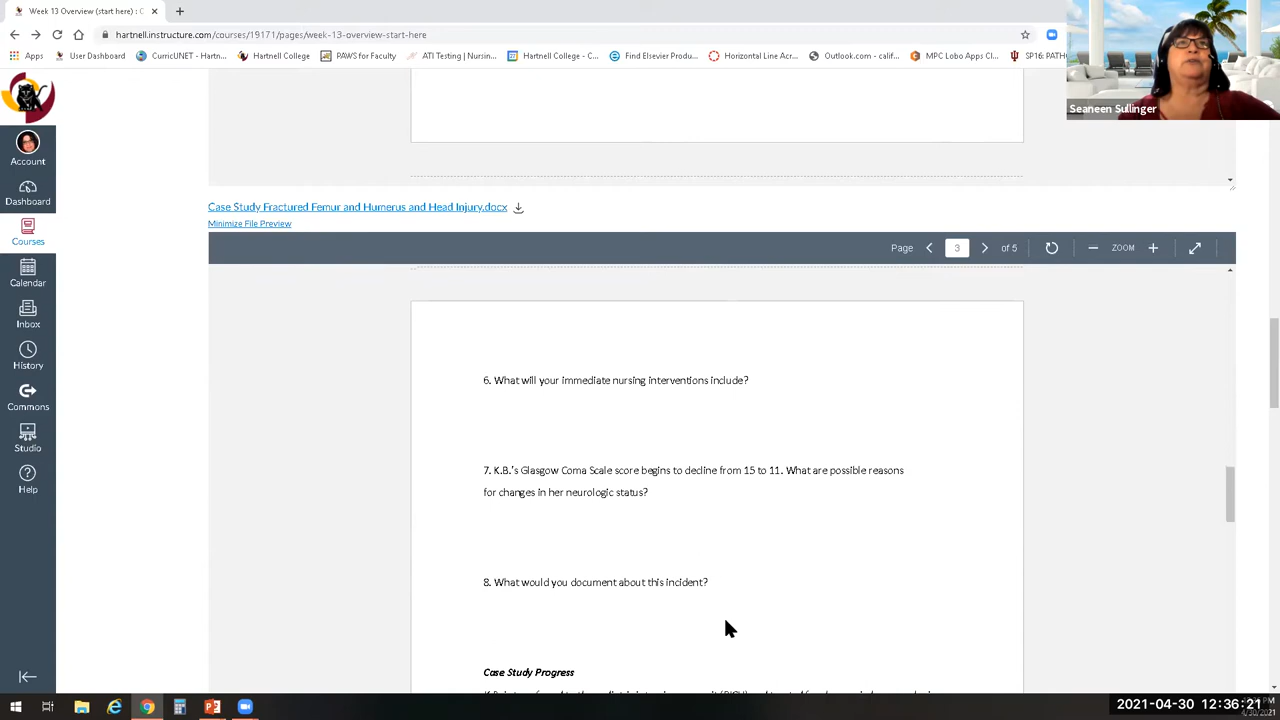 Week 13 Overview (start here) : C
hartnell.instructure.com/courses/19171/pages/week-13-overview-start-here
Apps
User Dashboard
CurricUNET - Hartn...
Hartnell College
PAWS for Faculty
ATI Testing | Nursin...
Hartnell College - C...
Find Elsevier Produ...
Horizontal Line Acr...
Outlook.com - calif...
MPC Lobo Apps Cl...
SP16: PATH
Seaneen Sullinger
Account
Dashboard
Courses
Calendar
Inbox
History
Commons
Studio
Help
Case Study Fractured Femur and Humerus and Head Injury.docx
Minimize File Preview
Page 3 of 5 ZOOM
6. What will your immediate nursing interventions include?
7. K.B.'s Glasgow Coma Scale score begins to decline from 15 to 11. What are possible reasons
for changes in her neurologic status?
8. What would you document about this incident?
Case Study Progress
2021-04-30 12:36:21
4/30/2021